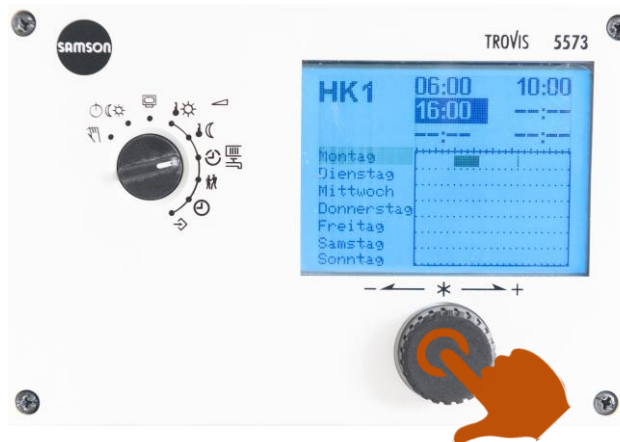 SAMSON
TROVIS 5573
HK1 06:00 10:00
16:00 --:--
--:-- --:--
Montag
Dienstag
Mittwoch
Donnerstag
Freitag
Samstag
Sonntag
- * +